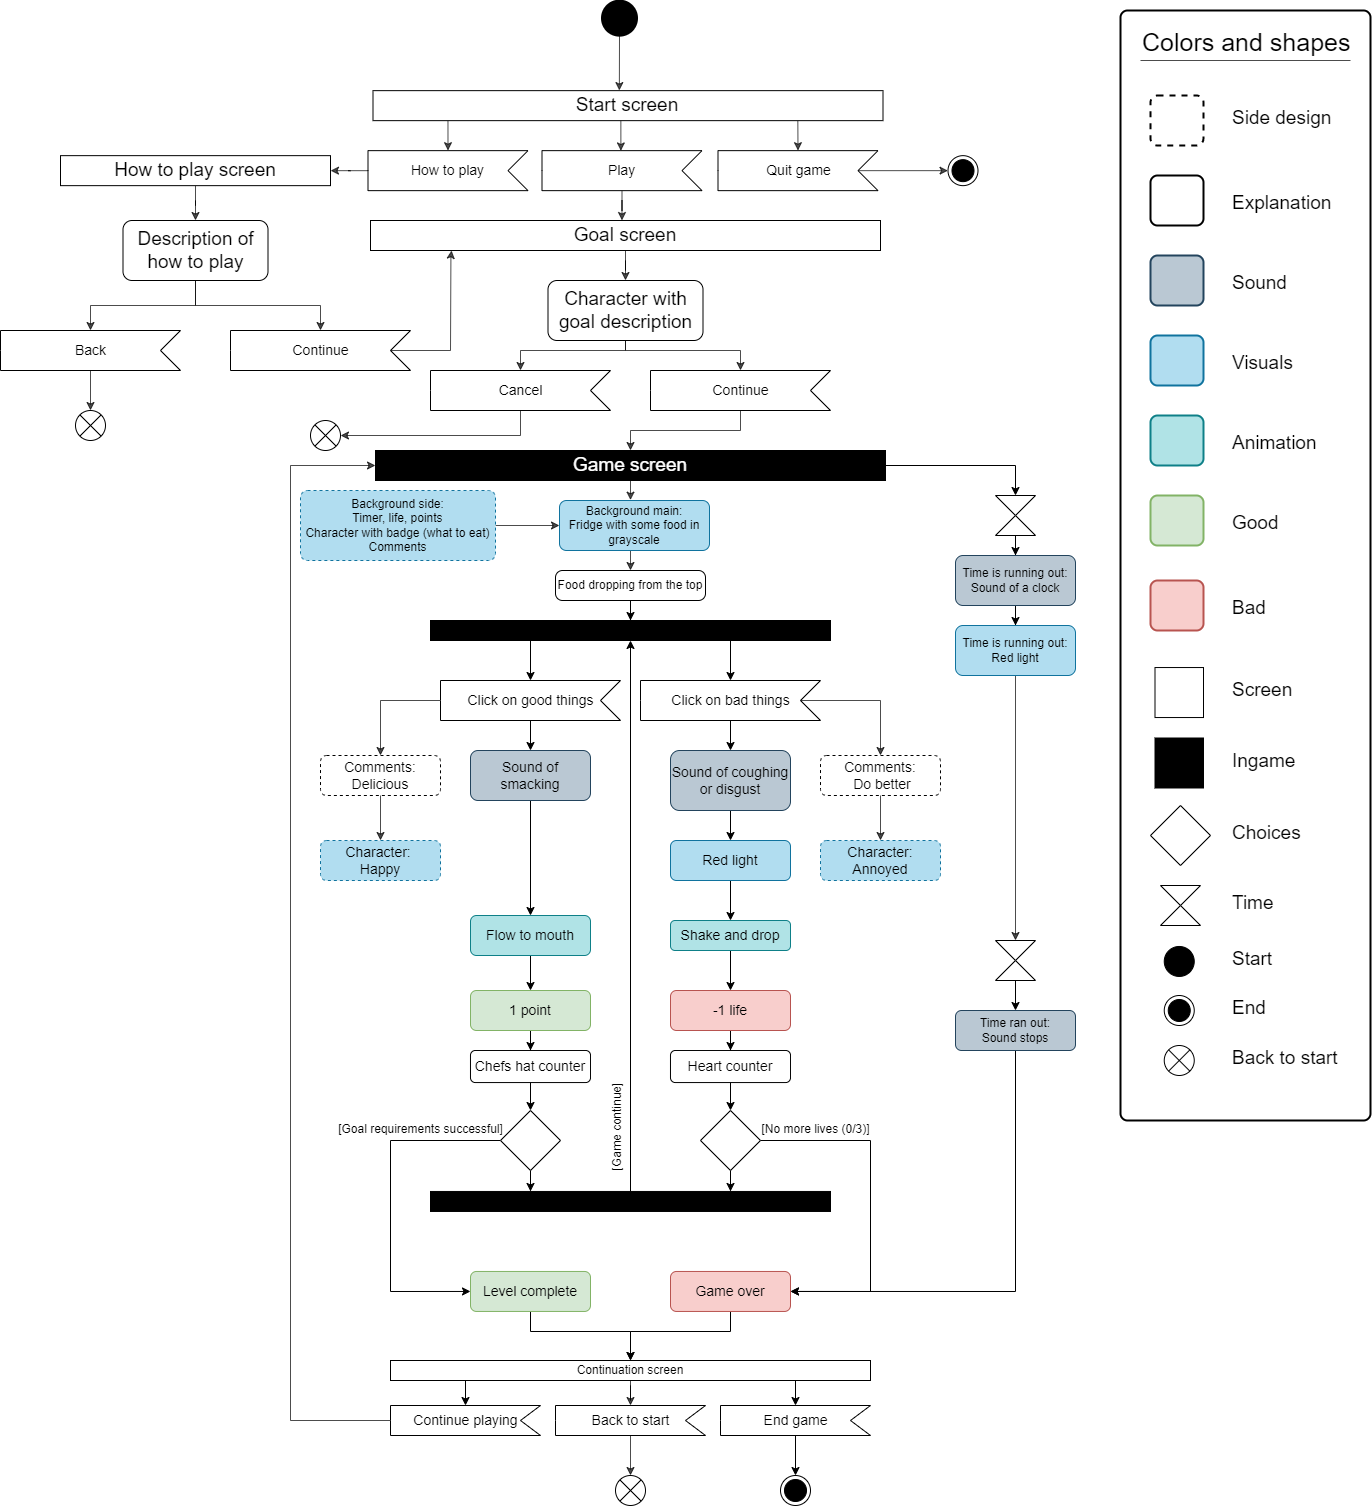 Start screen
How to play screen
How to play
Play
Quit game
Description of
how to play
Goal screen
Character with
goal description
Back
Continue
Cancel
Continue
Game screen
Background side:
Timer, life, points
Character with badge (what to eat)
Comments
Background main:
Fridge with some food in
grayscale
Food dropping from the top
Time is running out:
Sound of a clock
Time is running out:
Red light
Click on good things
Click on bad things
Comments:
Delicious
Sound of
smacking
Sound of coughing
or disgust
Comments:
Do better
Character:
Happy
Red light
Character:
Annoyed
Flow to mouth
Shake and drop
1 point
-1 life
Time ran out:
Sound stops
Chefs hat counter
Heart counter
[Game continue]
[Goal requirements successful]
[No more lives (0/3)]
Level complete
Game over
Continuation screen
Continue playing
Back to start
End game
Colors and shapes
Side design
Explanation
Sound
Visuals
Animation
Good
Bad
Screen
Ingame
Choices
Time
Start
End
Back to start